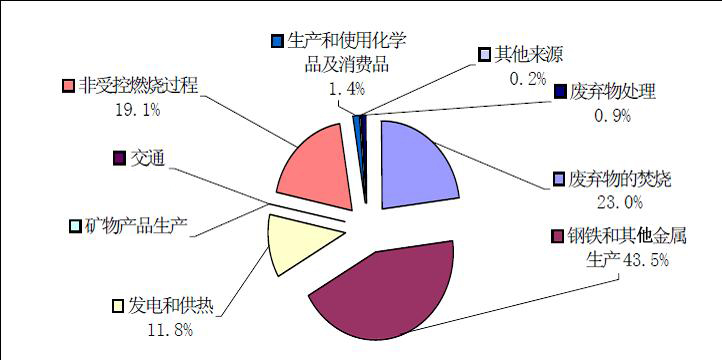 生产和使用化学
品及消费品
1.4%
其他来源
0.2%
废弃物处理
0.9%
非受控燃烧过程
19.1%
交通
废弃物的焚烧
23.0%
矿物产品生产
钢铁和其他金属
生产43.5%
发电和供热
11.8%